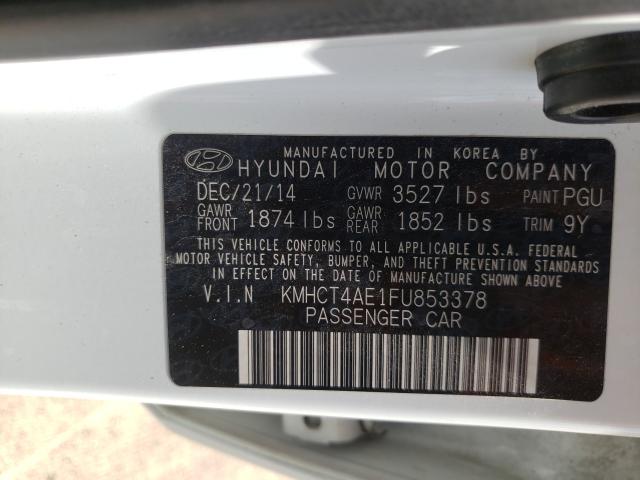 MANUFACTURED IN KOREA BY
HYUNDAI MOTOR COMPANY
DEC/21/14 GVWR 3527 lbs PAINT PGU
GAWR FRONT 1874 lbs GAWR REAR 1852 lbs TRIM 9Y
THIS VEHICLE CONFORMS TO ALL APPLICABLE U.S.A. FEDERAL
MOTOR VEHICLE SAFETY, BUMPER, AND THEFT PREVENTION STANDARDS
IN EFFECT ON THE DATE OF MANUFACTURE SHOWN ABOVE.
V.I.N KMHCT4AE1FU853378
PASSENGER CAR